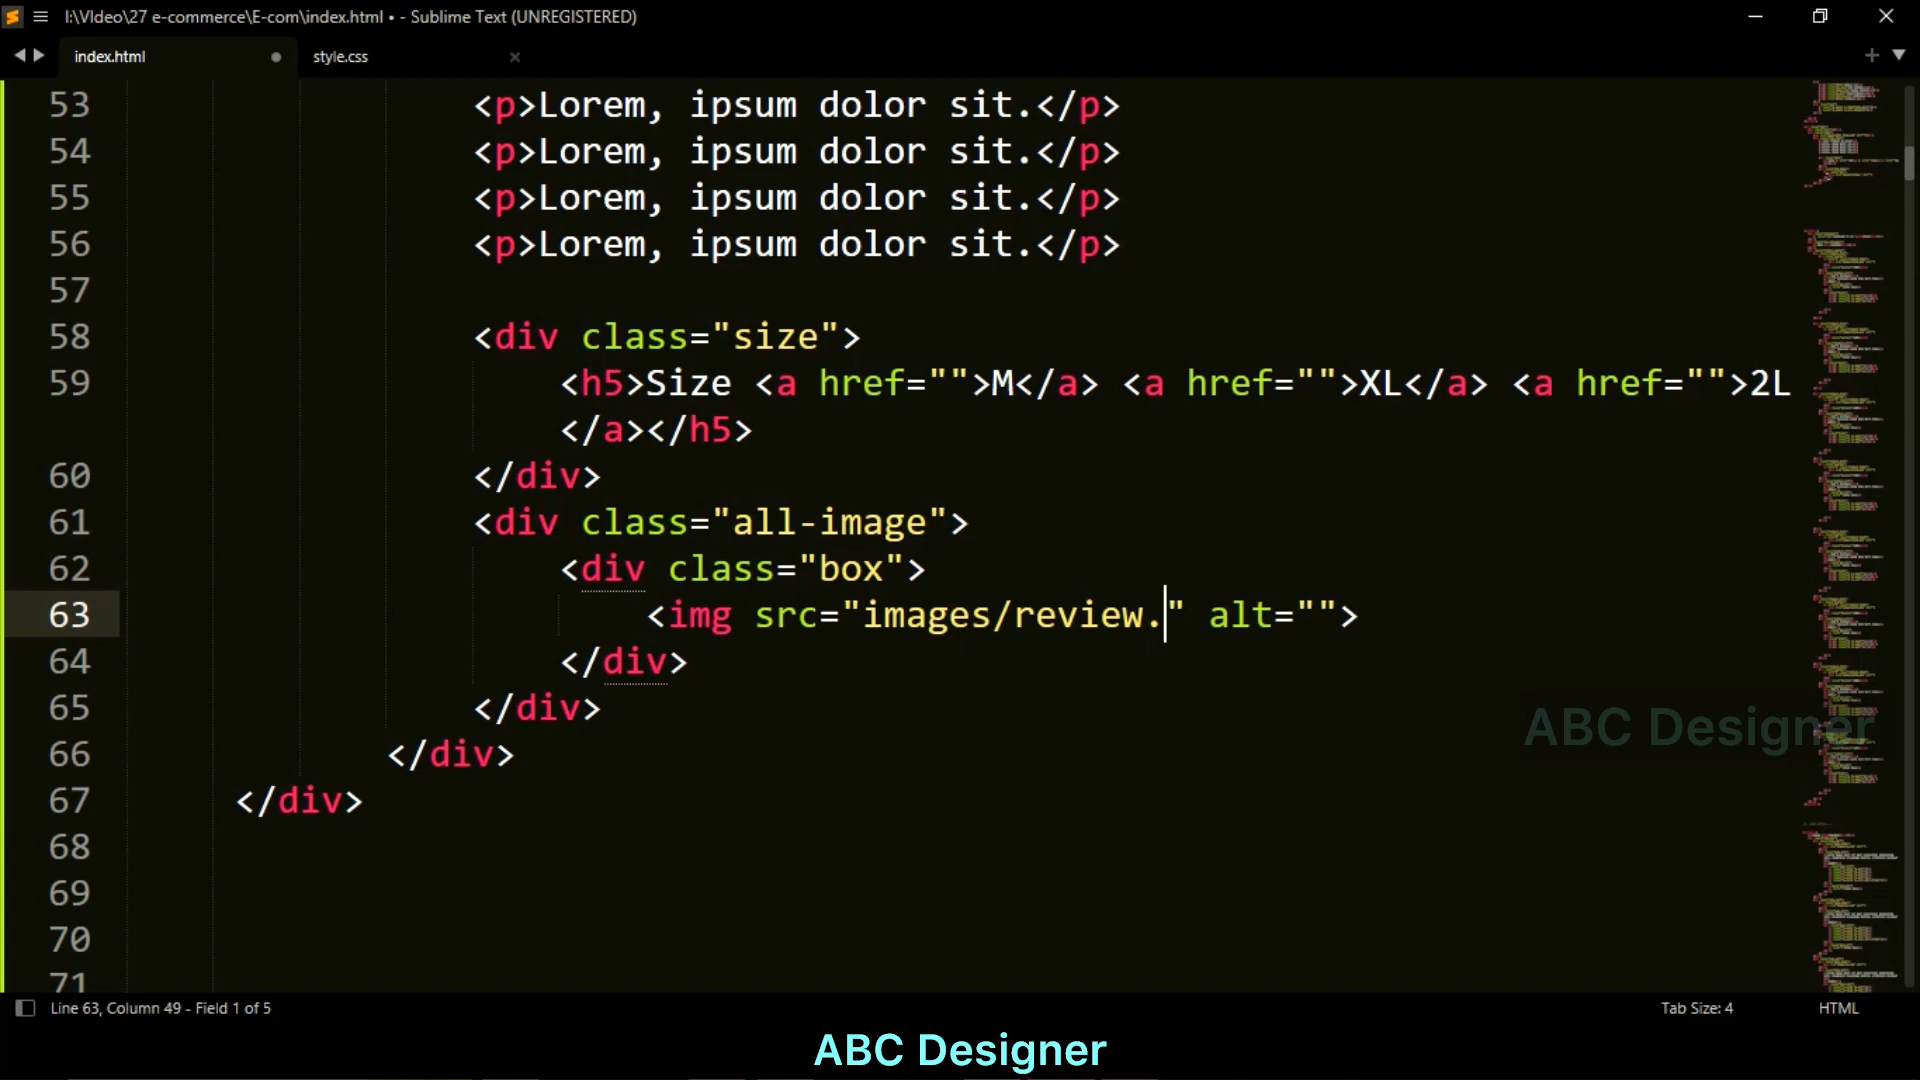 I:\VIdeo\27 e-commerce\E-com\index.html • - Sublime Text (UNREGISTERED)
index.html
style.css
53 <p>Lorem, ipsum dolor sit.</p>
54 <p>Lorem, ipsum dolor sit.</p>
55 <p>Lorem, ipsum dolor sit.</p>
56 <p>Lorem, ipsum dolor sit.</p>
57
58 <div class="size">
59 <h5>Size <a href="">M</a> <a href="">XL</a> <a href="">2L
</a></h5>
60 </div>
61 <div class="all-image">
62 <div class="box">
63 <img src="images/review." alt="">
64 </div>
65 </div>
66 </div>
67 </div>
68
69
70
71
ABC Designer
Line 63, Column 49 - Field 1 of 5
Tab Size: 4
HTML
ABC Designer